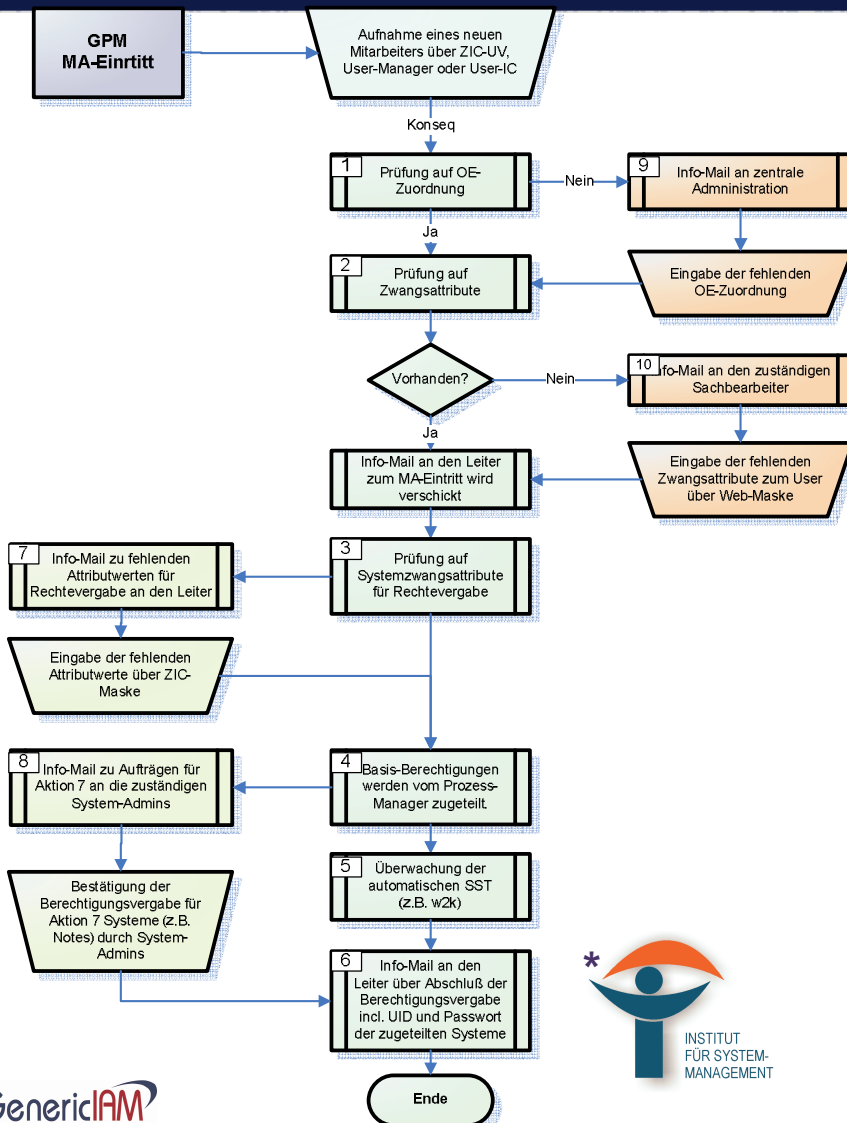 GPM
MA-Einrtitt
Aufnahme eines neuen
Mitarbeiters über ZIC-UV,
User-Manager oder User-IC
Konseq
1
Prüfung auf OE-
Zuordnung
Nein
9
Info-Mail an zentrale
Admninistration
Ja
2
Prüfung auf
Zwangsattribute
Eingabe der fehlenden
OE-Zuordnung
Vorhanden?
Nein
10
fo-Mail an den zuständigen
Sachbearbeiter
Ja
Info-Mail an den Leiter
zum MA-Eintritt wird
verschickt
Eingabe der fehlenden
Zwangsattribute zum User
über Web-Maske
7
Info-Mail zu fehlenden
Attributwerten für
Rechtevergabe an den Leiter
3
Prüfung auf
Systemzwangsattribute
für Rechtevergabe
Eingabe der fehlenden
Attributwerte über ZIC-
Maske
8
Info-Mail zu Aufträgen für
Aktion 7 an die zuständigen
System-Admins
4
Basis-Berechtigungen
werden vom Prozess-
Manager zugeteilt.
5
Überwachung der
automatischen SST
(z.B. w2k)
Bestätigung der
Berechtigungsvergabe für
Aktion 7 Systeme (z.B.
Notes) durch System-
Admins
6
Info-Mail an den
Leiter über Abschluß der
Berechtigungsvergabe
incl. UID und Passwort
der zugeteilten Systeme
*
INSTITUT
FÜR SYSTEM-
MANAGEMENT
Ende
GenericIAM